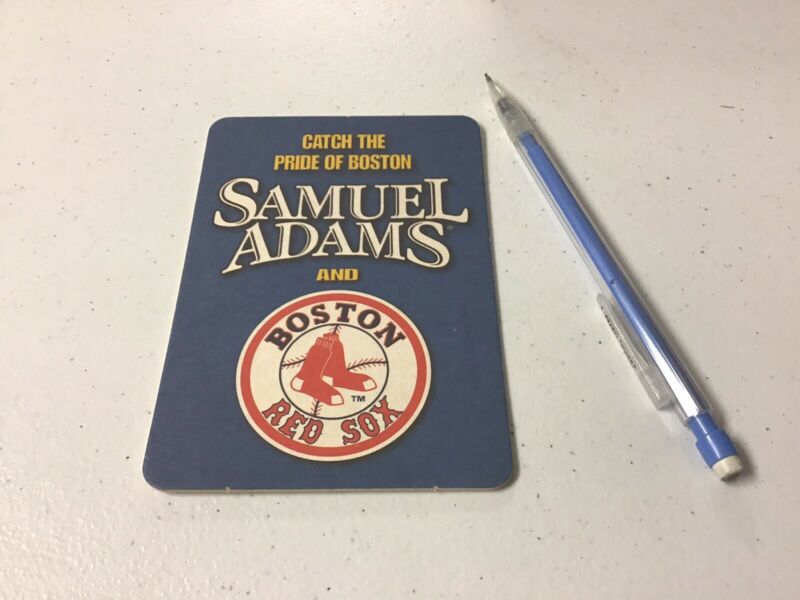 CATCH THE
PRIDE OF BOSTON
SAMUEL
ADAMS
AND
BOSTON
TM
RED SOX